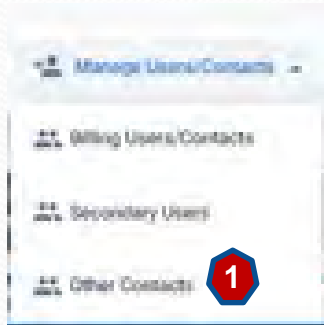 Manage Users/Contacts
Billing Users/Contacts
Secondary Users
Other Contacts 1